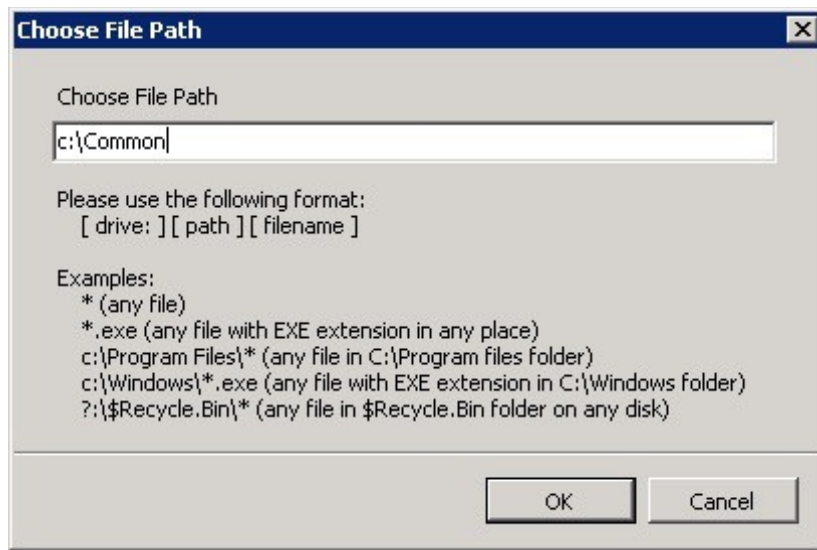 Choose File Path
Choose File Path
c:\Common
Please use the following format:
[ drive: ] [ path ] [ filename ]
Examples:
* (any file)
*.exe (any file with EXE extension in any place)
c:\Program Files\* (any file in C:\Program files folder)
c:\Windows\*.exe (any file with EXE extension in C:\Windows folder)
?:\$Recycle.Bin\* (any file in $Recycle.Bin folder on any disk)
OK Cancel